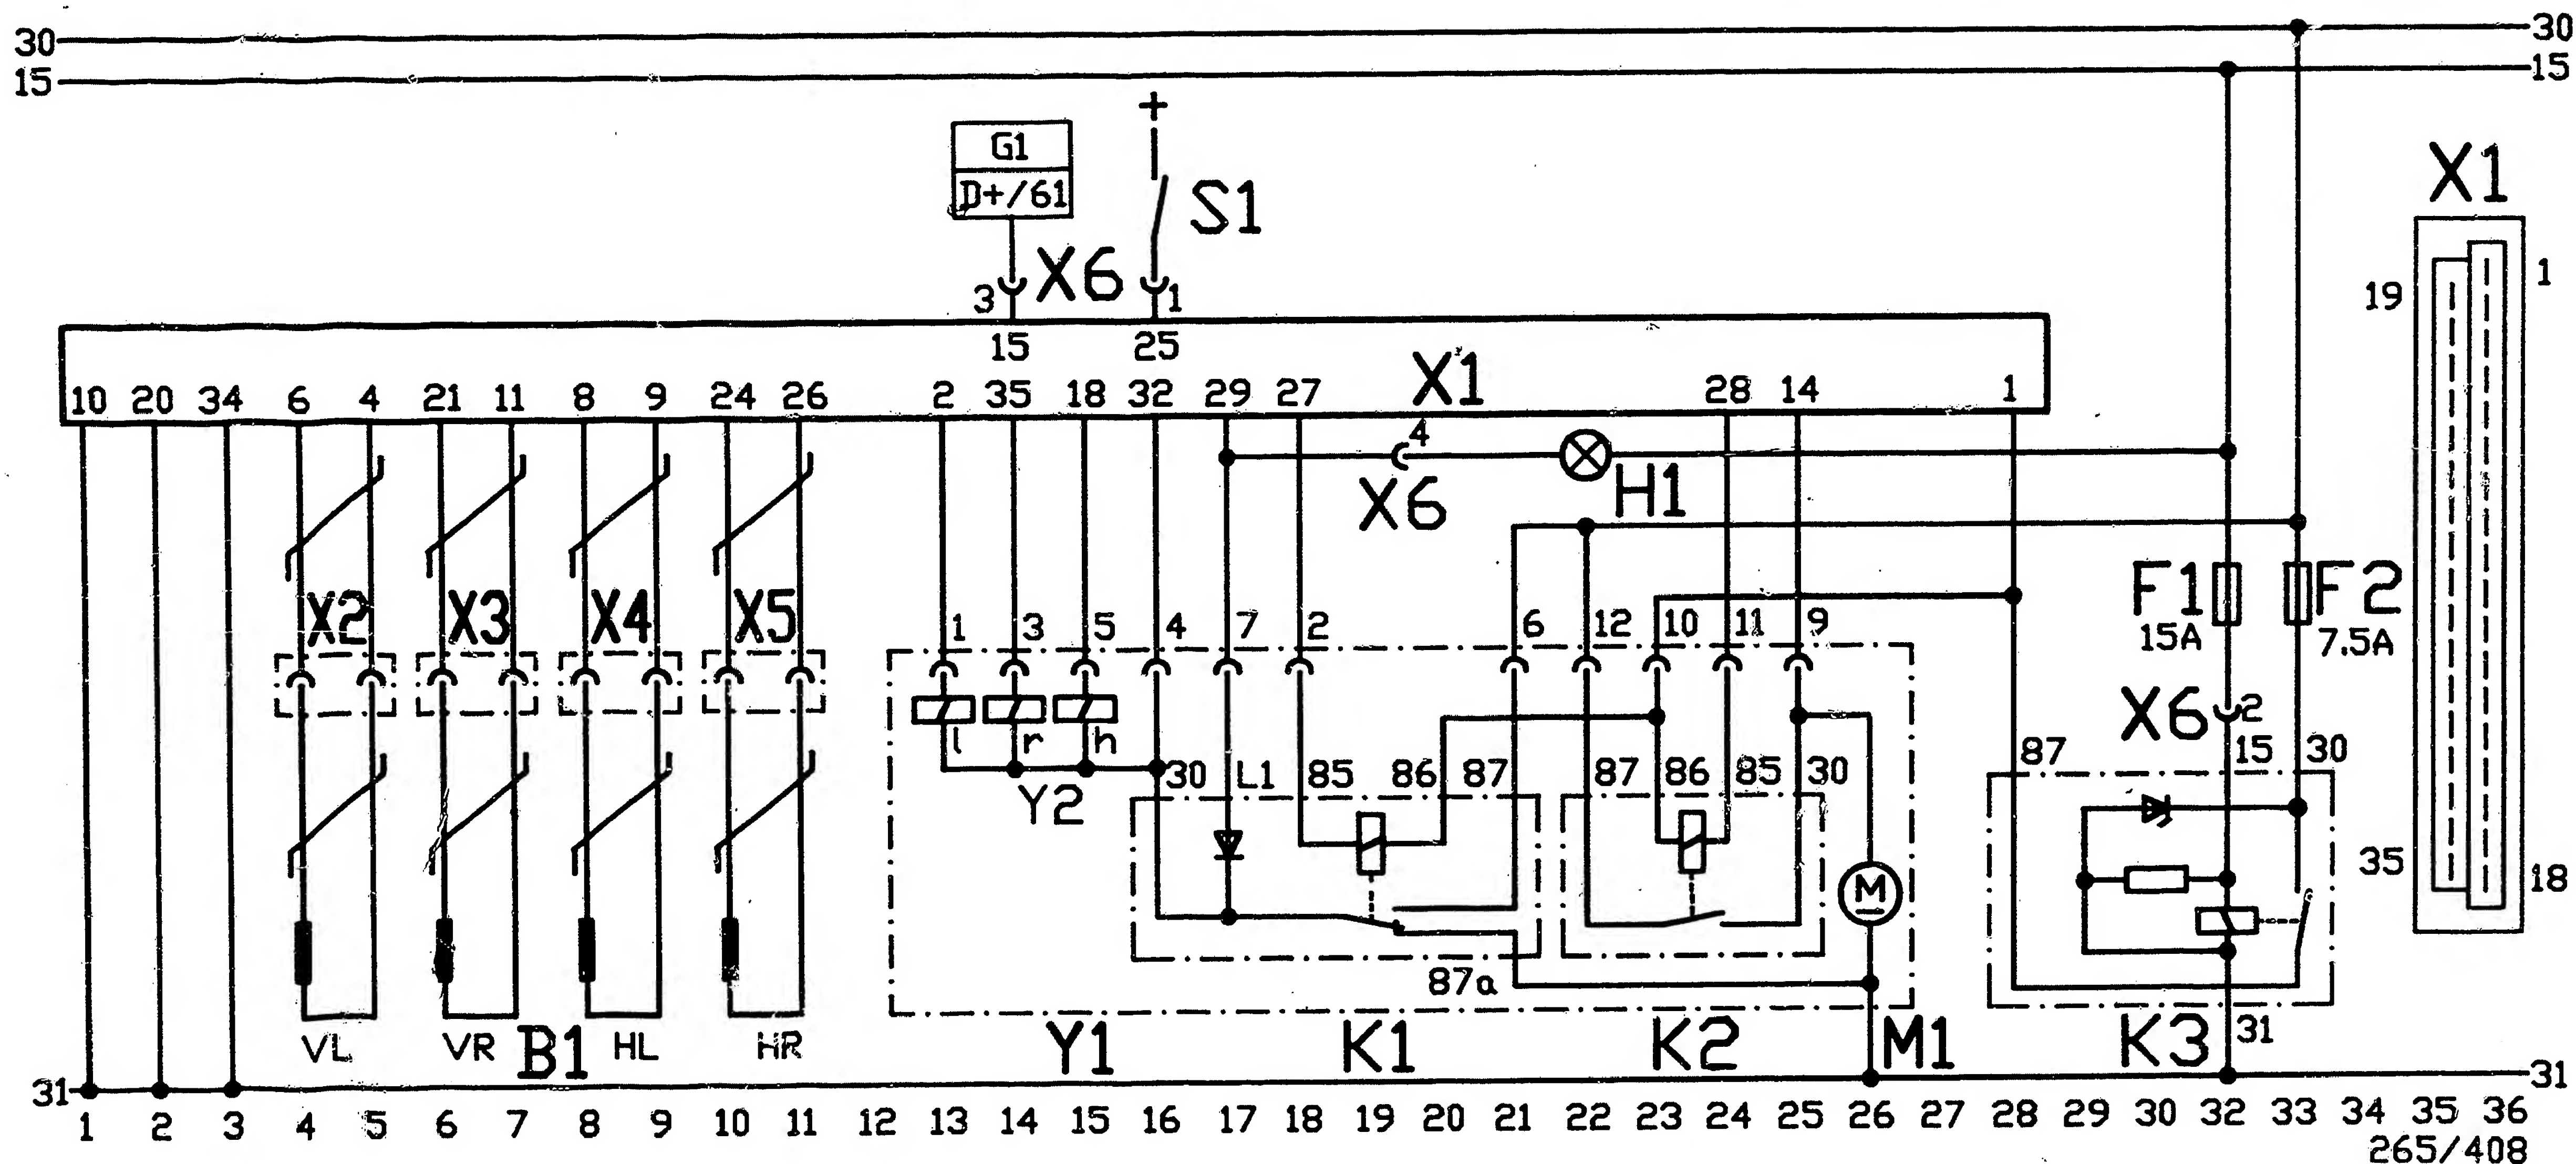 30 30
15 15
+
G1
D+/61
S1
X1
X6
3 1
19 1
15 25
X1
10 20 34 6 4 21 11 8 9 24 26 2 35 18 32 29 27 28 14 1
4
X6 H1
F1 F2
15A 7.5A
X2 X3 X4 X5
1 3 5 4 7 2 6 12 10 11 9
X6 2
l r h
87 15 30
30 L1 85 86 87 87 86 85 30
Y2
35 18
M
87a
VL VR B1 HL HR Y1 K1 K2 M1 K3 31
31 31
1 2 3 4 5 6 7 8 9 10 11 12 13 14 15 16 17 18 19 20 21 22 23 24 25 26 27 28 29 30 31 32 33 34 35 36
265/408